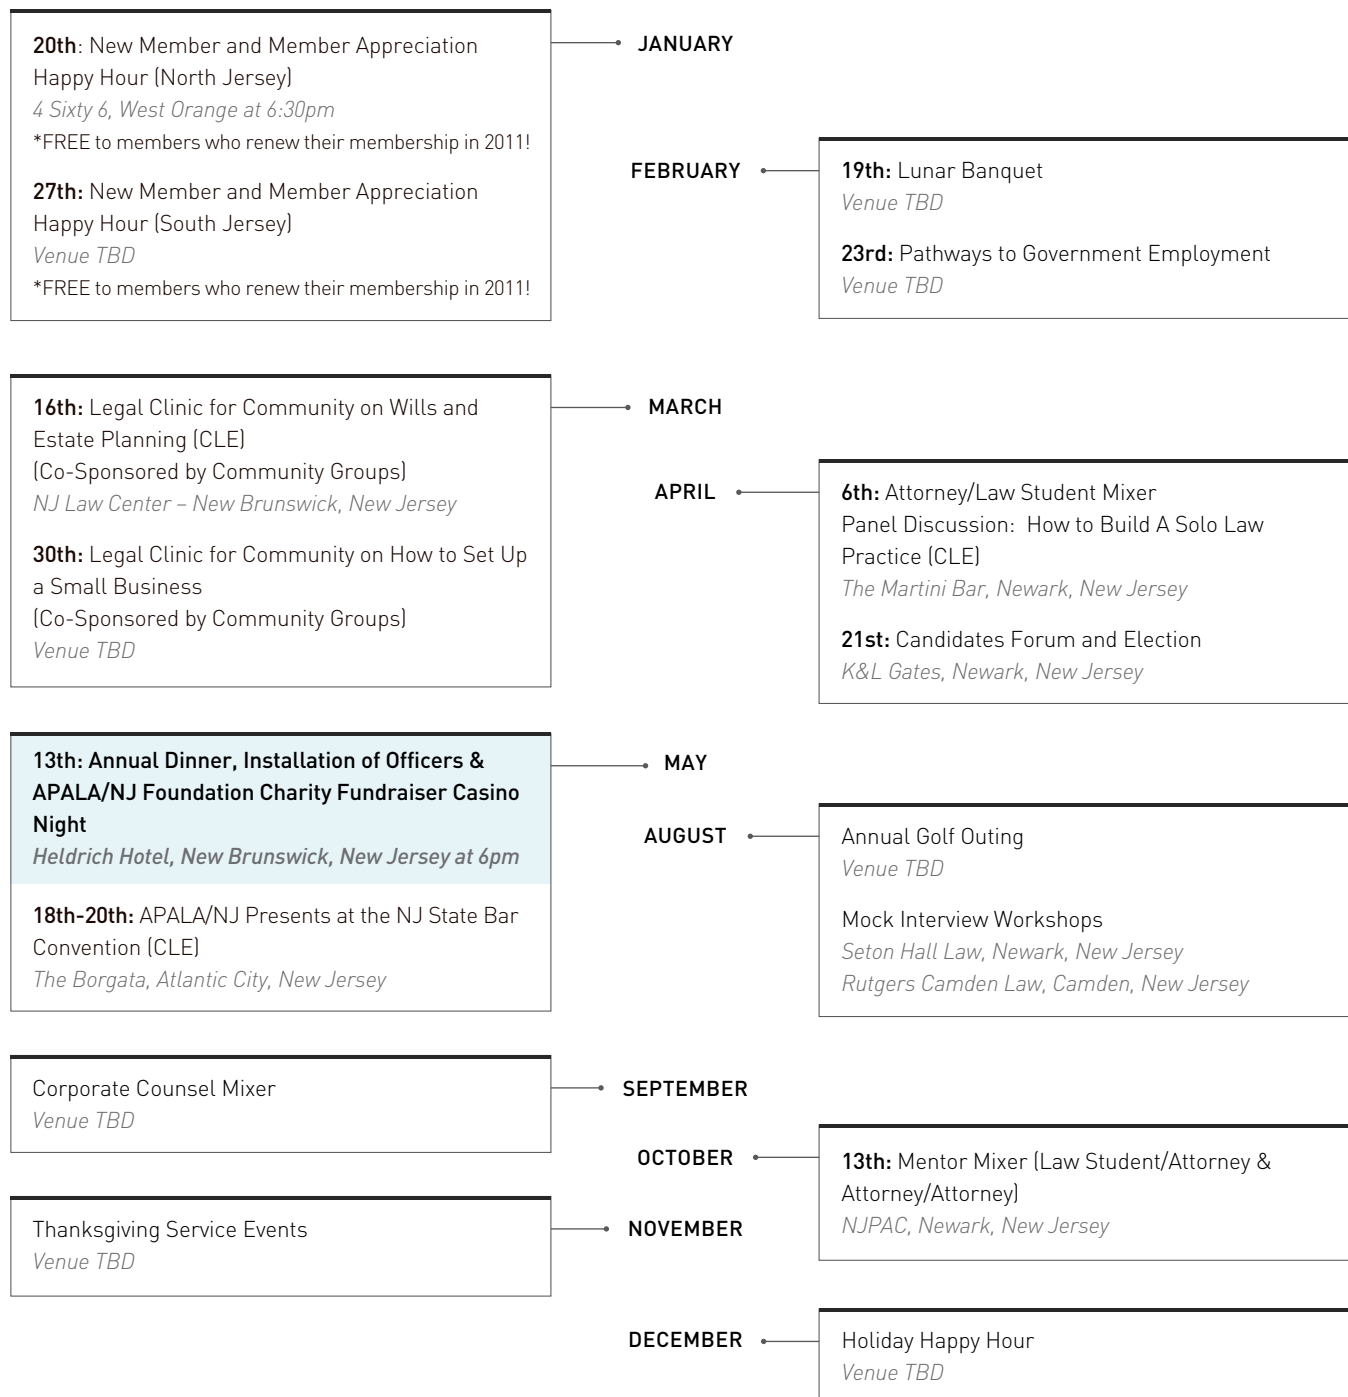 JANUARY
20th: New Member and Member Appreciation
Happy Hour (North Jersey)
4 Sixty 6, West Orange at 6:30pm
*FREE to members who renew their membership in 2011!
27th: New Member and Member Appreciation
Happy Hour (South Jersey)
Venue TBD
*FREE to members who renew their membership in 2011!
FEBRUARY
19th: Lunar Banquet
Venue TBD
23rd: Pathways to Government Employment
Venue TBD
MARCH
16th: Legal Clinic for Community on Wills and
Estate Planning (CLE)
(Co-Sponsored by Community Groups)
NJ Law Center – New Brunswick, New Jersey
30th: Legal Clinic for Community on How to Set Up
a Small Business
(Co-Sponsored by Community Groups)
Venue TBD
APRIL
6th: Attorney/Law Student Mixer
Panel Discussion: How to Build A Solo Law
Practice (CLE)
The Martini Bar, Newark, New Jersey
21st: Candidates Forum and Election
K&L Gates, Newark, New Jersey
MAY
13th: Annual Dinner, Installation of Officers &
APALA/NJ Foundation Charity Fundraiser Casino
Night
Heldrich Hotel, New Brunswick, New Jersey at 6pm
18th-20th: APALA/NJ Presents at the NJ State Bar
Convention (CLE)
The Borgata, Atlantic City, New Jersey
AUGUST
Annual Golf Outing
Venue TBD
Mock Interview Workshops
Seton Hall Law, Newark, New Jersey
Rutgers Camden Law, Camden, New Jersey
SEPTEMBER
Corporate Counsel Mixer
Venue TBD
OCTOBER
13th: Mentor Mixer (Law Student/Attorney &
Attorney/Attorney)
NJPAC, Newark, New Jersey
NOVEMBER
Thanksgiving Service Events
Venue TBD
DECEMBER
Holiday Happy Hour
Venue TBD